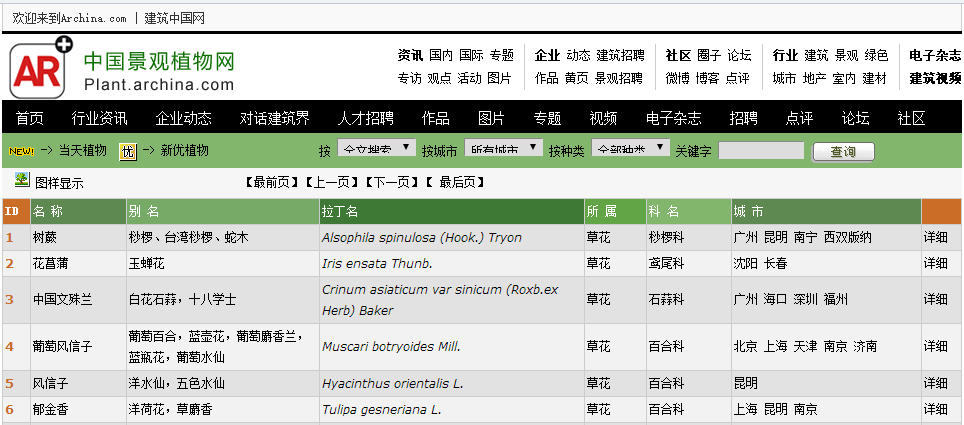 欢迎来到Archina.com | 建筑中国网
AR 中国景观植物网
Plant.archina.com
资讯 国内 国际 专题 企业 动态 建筑招聘 社区 圈子 论坛 行业 建筑 景观 绿色 电子杂志
专访 观点 活动 图片 作品 黄页 景观招聘 微博 博客 点评 城市 地产 室内 建材 建筑视频
首页 行业资讯 企业动态 对话建筑界 人才招聘 作品 图片 专题 视频 电子杂志 招聘 点评 论坛 社区
NEW! -> 当天植物 优 -> 新优植物 按 全文搜索 按城市 所有城市 按种类 全部种类 关键字 查询
图样显示 【最前页】【上一页】【下一页】【 最后页】
ID 名 称 别 名 拉丁名 所 属 科 名 城 市
1 树蕨 秒椤、台湾秒椤、蛇木 Alsophila spinulosa (Hook.) Tryon 草花 秒椤科 广州 昆明 南宁 西双版纳 详细
2 花菖蒲 玉蝉花 Iris ensata Thunb. 草花 鸢尾科 沈阳 长春 详细
3 中国文殊兰 白花石蒜，十八学士 Crinum asiaticum var sinicum (Roxb.ex
Herb) Baker 草花 石蒜科 广州 海口 深圳 福州 详细
4 葡萄风信子 葡萄百合，蓝壶花，葡萄麝香兰，
蓝瓶花，葡萄水仙 Muscari botryoides Mill. 草花 百合科 北京 上海 天津 南京 济南 详细
5 风信子 洋水仙，五色水仙 Hyacinthus orientalis L. 草花 百合科 昆明 详细
6 郁金香 洋荷花，草麝香 Tulipa gesneriana L. 草花 百合科 上海 昆明 南京 详细